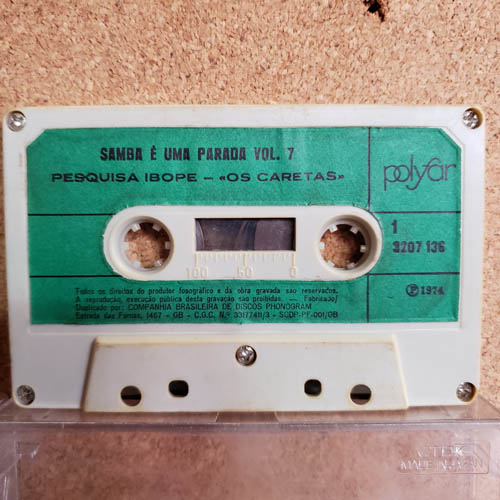 SAMBA É UMA PARADA VOL. 7
PESQUISA IBOPE – «OS CARETAS»
polyfar
1
3207 136
100 50 0
Todos os direitos do produtor fonográfico e da obra gravada são reservados.
A reprodução, execução pública desta gravação são proibidas. — Fabricado/
Duplicado por: COMPANHIA BRASILEIRA DE DISCOS PHONOGRAM
Estrada das Furnas, 1467 - GB - C.G.C. N.º 33177411/3 - SCDP-PF-001/GB
Ⓟ 1974
TDK
MADE IN JAPAN